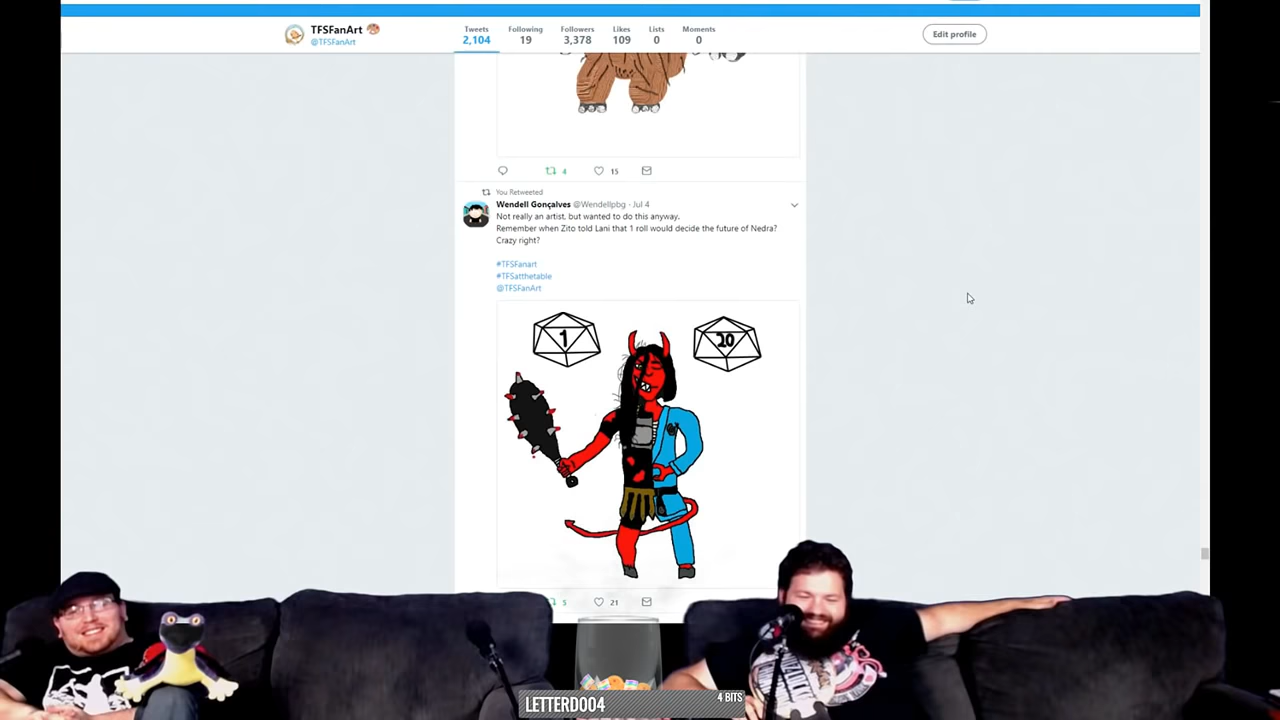 TFSFanArt
@TFSFanArt
Tweets Following Followers Likes Lists Moments
2,104 19 3,378 109 0 0
Edit profile
4 15
You Retweeted
Wendell Gonçalves @Wendellpbg · Jul 4
Not really an artist, but wanted to do this anyway.
Remember when Zito told Lani that 1 roll would decide the future of Nedra?
Crazy right?
#TFSFanart
#TFSatthetable
@TFSFanArt
1 20
5 21
LETTERD004 4 BITS